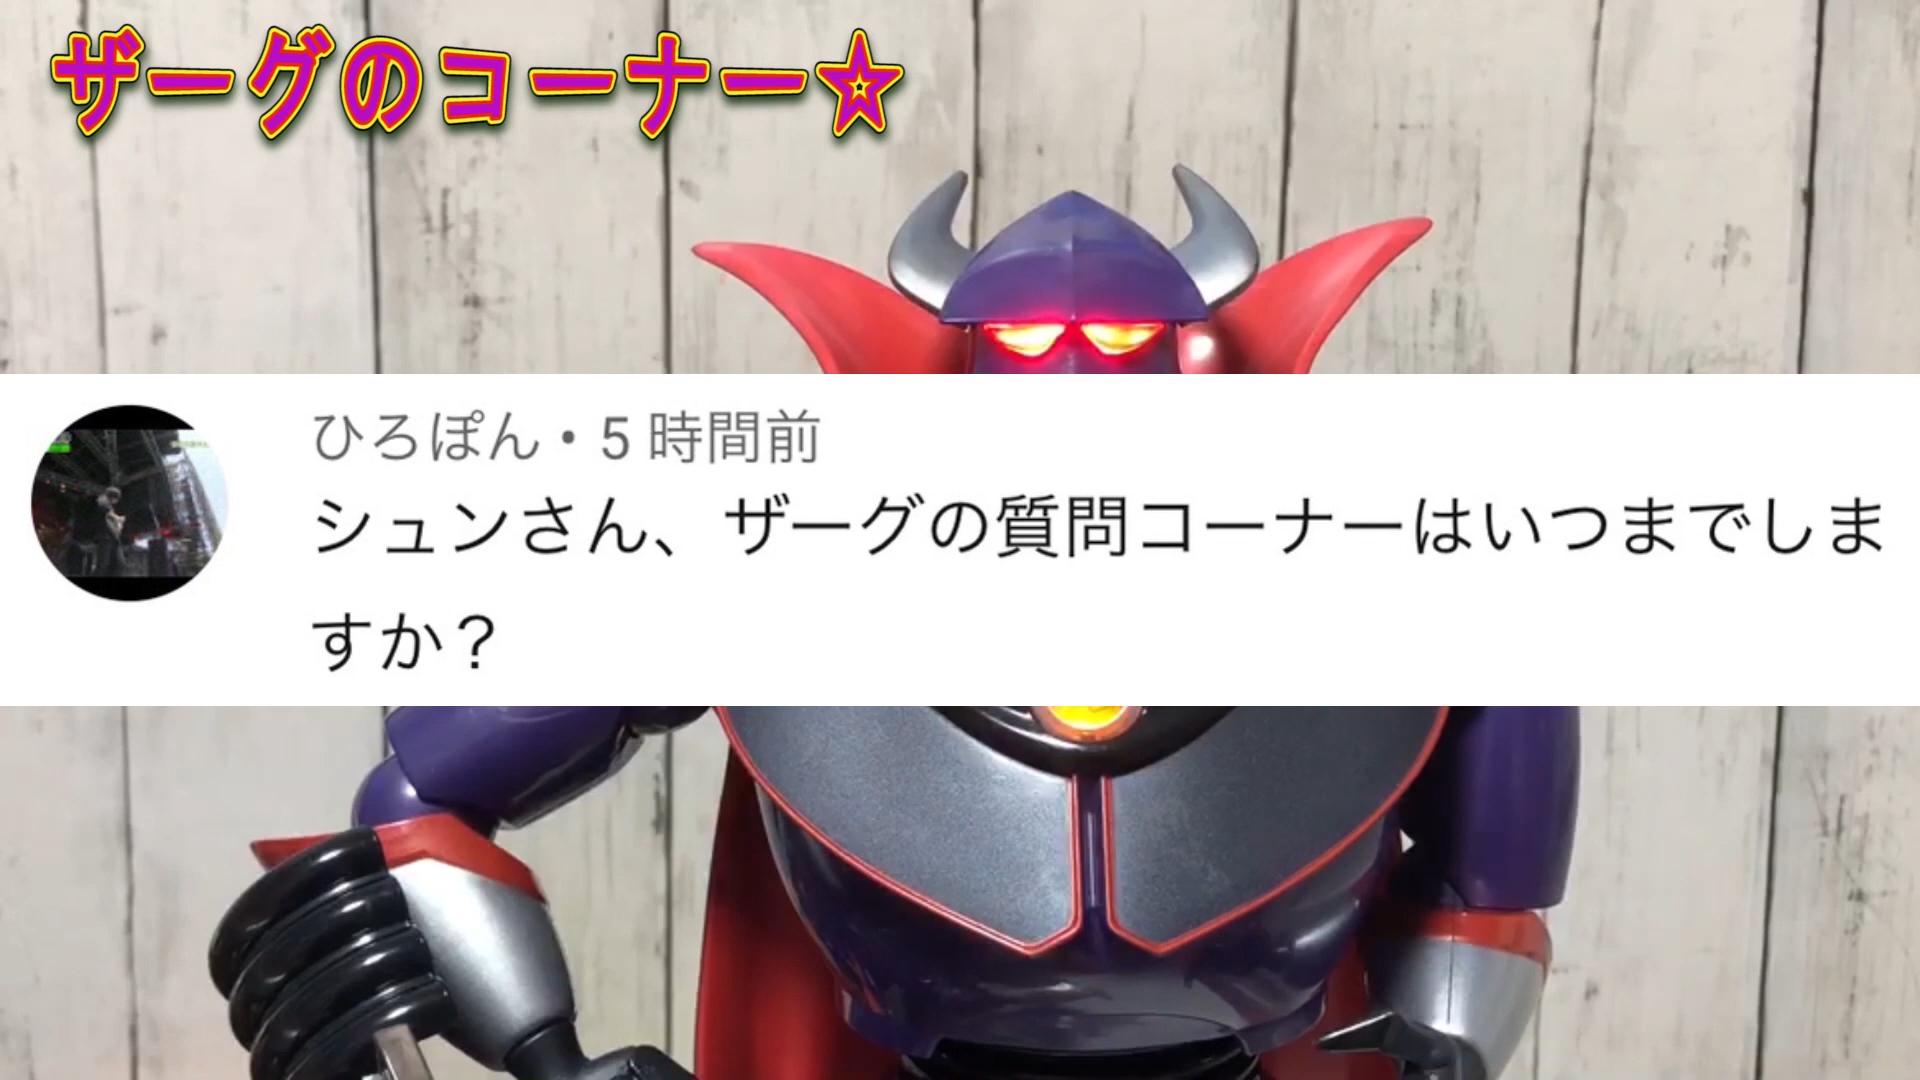 ザーグのコーナー☆
ひろぽん・5 時間前
シュンさん、ザーグの質問コーナーはいつまでしま
すか？